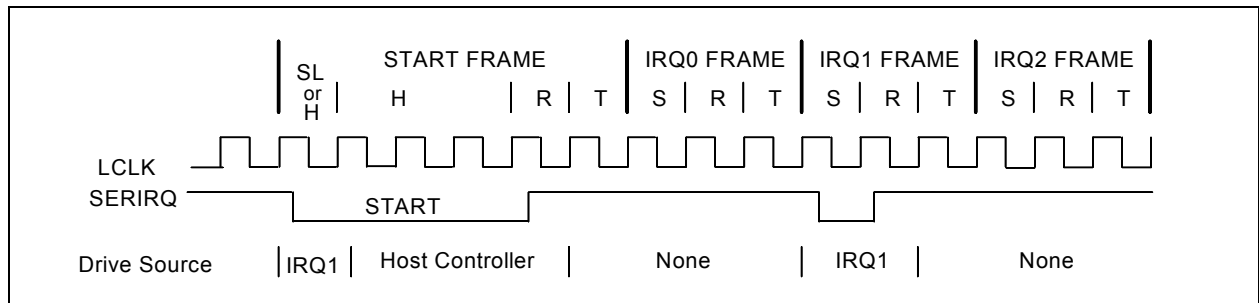 START FRAME IRQ0 FRAME IRQ1 FRAME IRQ2 FRAME
SL
or
H
H R T S R T S R T S R T
LCLK
SERIRQ
START
Drive Source IRQ1 Host Controller None IRQ1 None